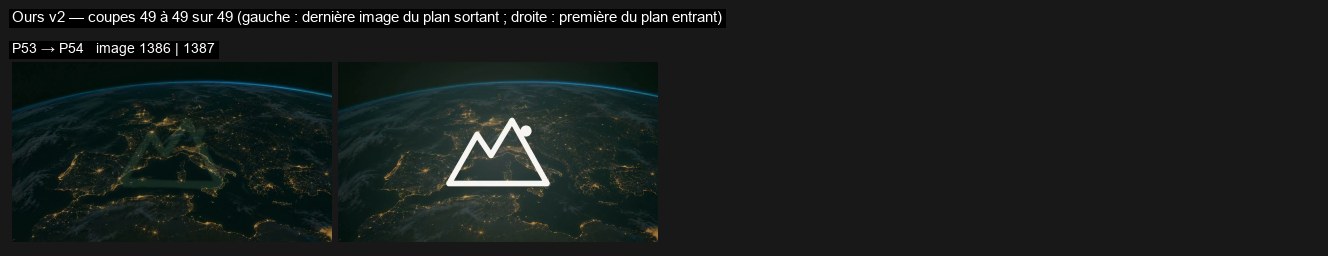 Ours v2 — coupes 49 à 49 sur 49 (gauche : dernière image du plan sortant ; droite : première du plan entrant)
P53 → P54 image 1386 | 1387